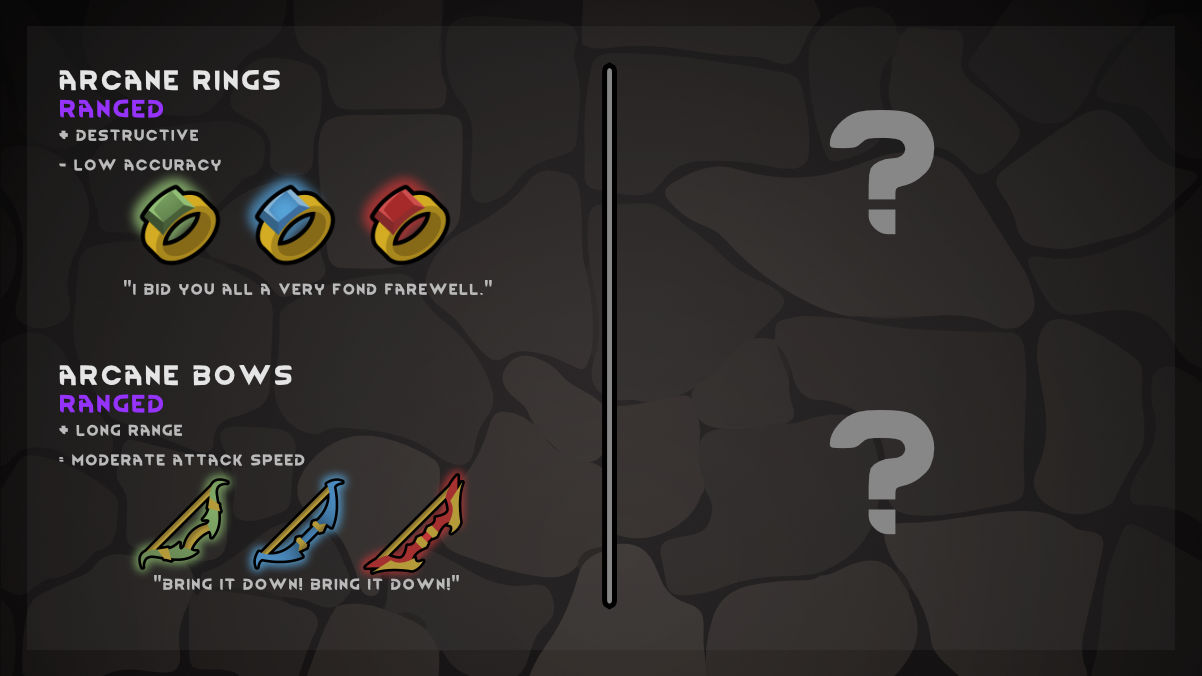 ARCANE RINGS
RANGED
+ DESTRUCTIVE
- LOW ACCURACY
"I BID YOU ALL A VERY FOND FAREWELL."
ARCANE BOWS
RANGED
+ LONG RANGE
= MODERATE ATTACK SPEED
"BRING IT DOWN! BRING IT DOWN!"
?
?